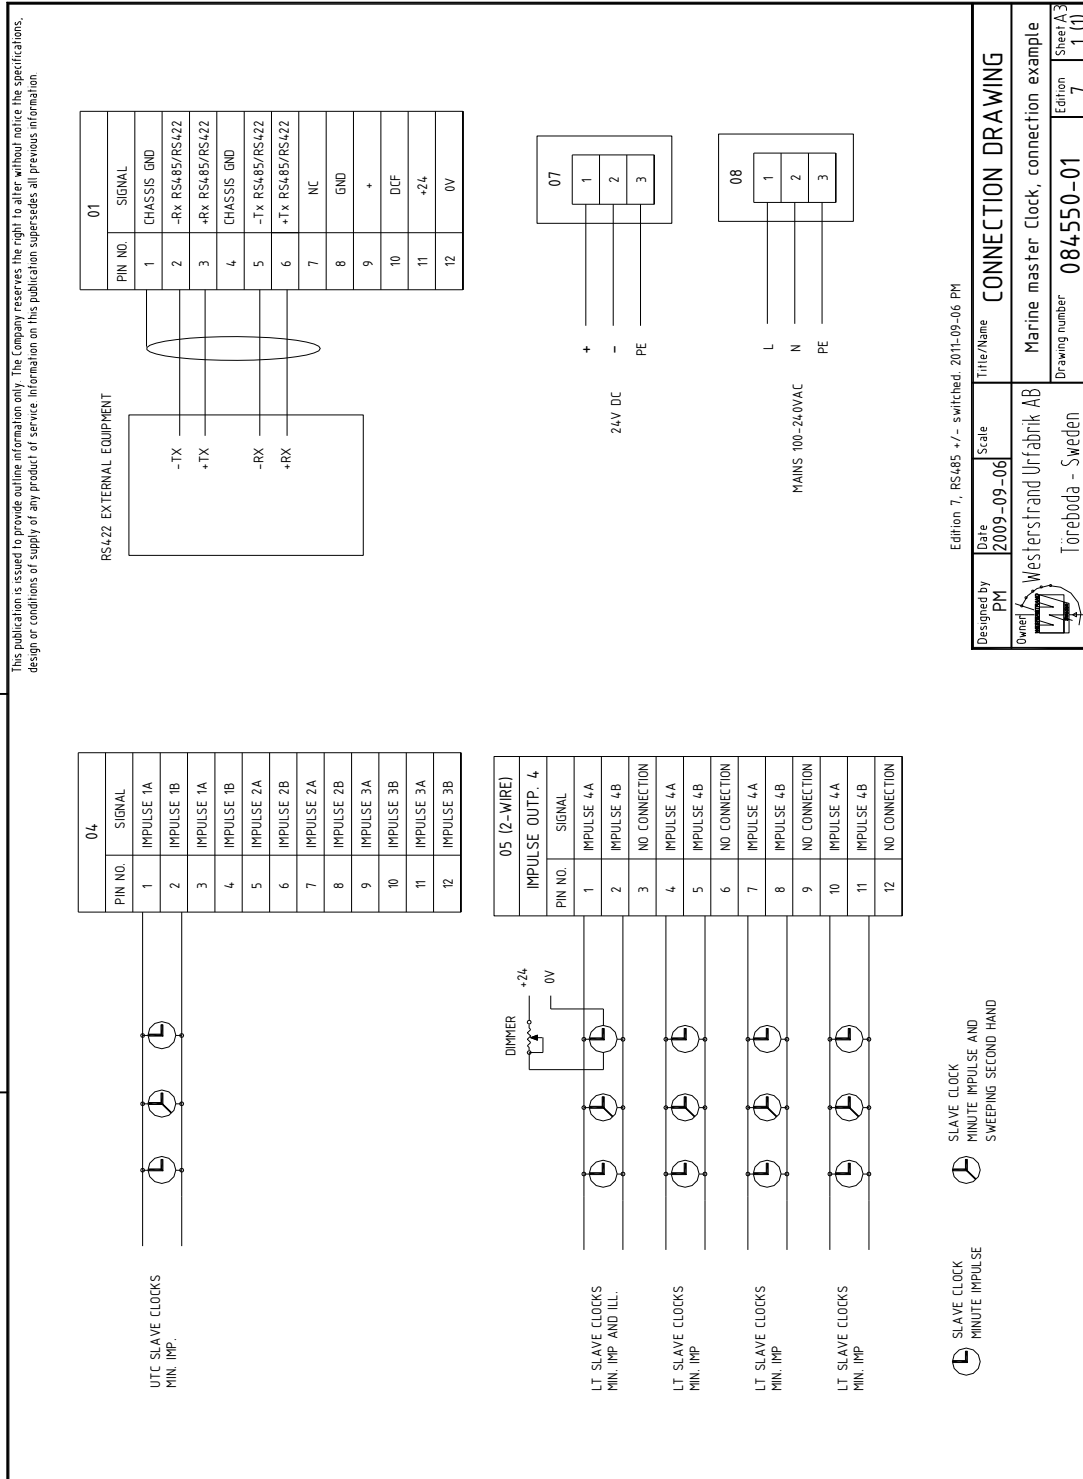 This publication is issued to provide outline information only. The Company reserves the right to alter without notice the specifications,
design or conditions of supply of any product of service. Information on this publication supersedes all previous information.
04
PIN NO. SIGNAL
1 IMPULSE 1A
2 IMPULSE 1B
3 IMPULSE 1A
4 IMPULSE 1B
5 IMPULSE 2A
6 IMPULSE 2B
7 IMPULSE 2A
8 IMPULSE 2B
9 IMPULSE 3A
10 IMPULSE 3B
11 IMPULSE 3A
12 IMPULSE 3B
UTC SLAVE CLOCKS
MIN. IMP.
RS422 EXTERNAL EQUIPMENT
-TX
+TX
-RX
+RX
01
PIN NO. SIGNAL
1 CHASSIS GND
2 -Rx RS485/RS422
3 +Rx RS485/RS422
4 CHASSIS GND
5 -Tx RS485/RS422
6 +Tx RS485/RS422
7 NC
8 GND
9 +
10 DCF
11 +24
12 0V
05 (2-WIRE)
IMPULSE OUTP. 4
PIN NO. SIGNAL
1 IMPULSE 4A
2 IMPULSE 4B
3 NO CONNECTION
4 IMPULSE 4A
5 IMPULSE 4B
6 NO CONNECTION
7 IMPULSE 4A
8 IMPULSE 4B
9 NO CONNECTION
10 IMPULSE 4A
11 IMPULSE 4B
12 NO CONNECTION
DIMMER
+24
0V
LT SLAVE CLOCKS
MIN. IMP AND ILL.
LT SLAVE CLOCKS
MIN. IMP
LT SLAVE CLOCKS
MIN. IMP
LT SLAVE CLOCKS
MIN. IMP
07
+ 1
- 2
PE 3
24V DC
08
L 1
N 2
PE 3
MAINS 100-240VAC
SLAVE CLOCK
MINUTE IMPULSE
SLAVE CLOCK
MINUTE IMPULSE AND
SWEEPING SECOND HAND
Edition 7, RS485 +/- switched. 2011-09-06 PM
Designed by
PM
Date
2009-09-06
Scale
Title/Name
CONNECTION DRAWING
Owner
Westerstrand Urfabrik AB
Töreboda - Sweden
Marine master Clock, connection example
Drawing number
084550-01
Edition
7
Sheet A3
1 (1)